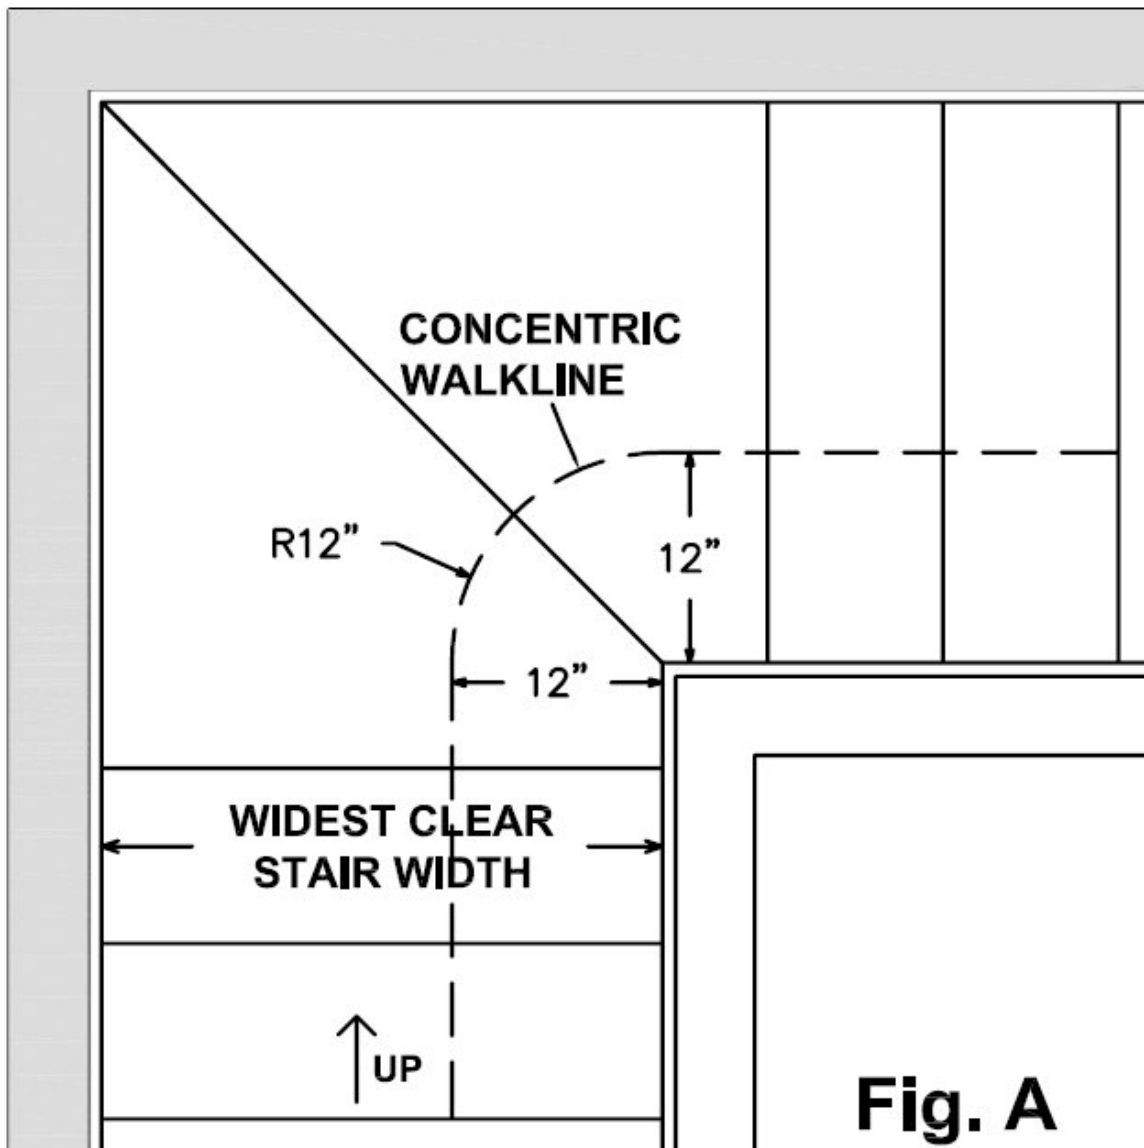 CONCENTRIC
WALKLINE
R12”
12”
12”
WIDEST CLEAR
STAIR WIDTH
UP
Fig. A